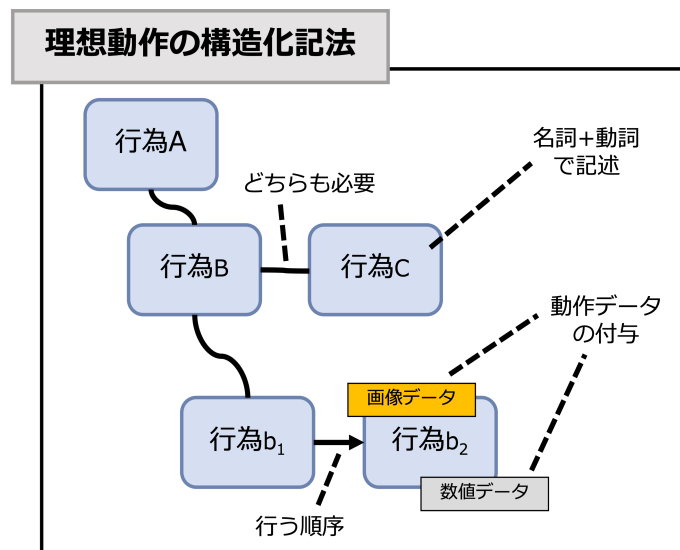 理想動作の構造化記法
行為A
どちらも必要
名詞+動詞
で記述
行為B
行為C
動作データ
の付与
画像データ
行為b₁
行為b₂
数値データ
行う順序